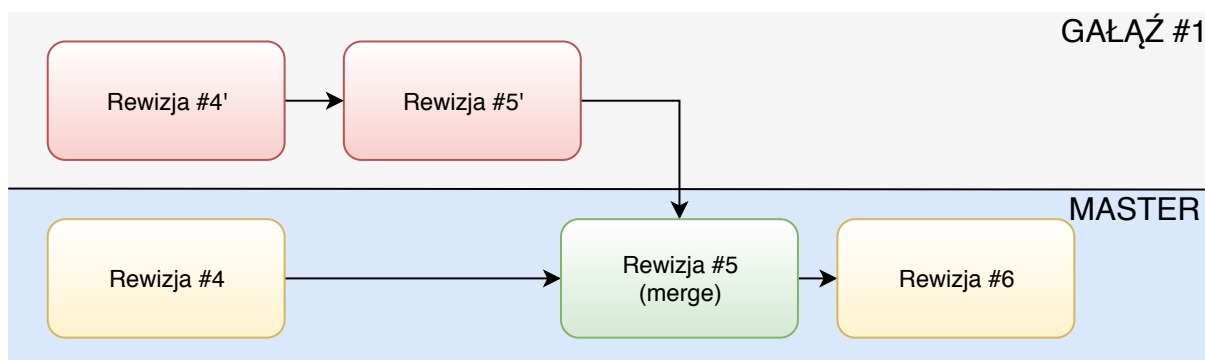 GAŁĄŹ #1
Rewizja #4'
Rewizja #5'
MASTER
Rewizja #4
Rewizja #5
(merge)
Rewizja #6